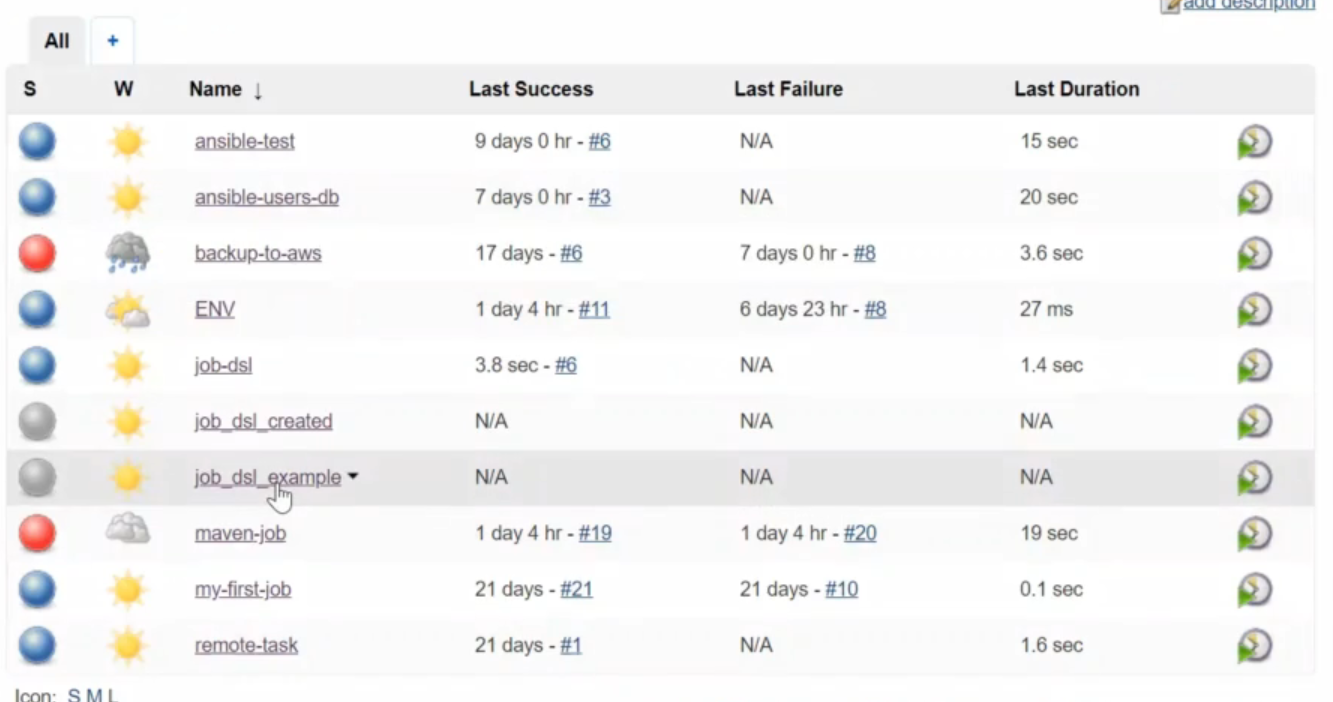 add description
All +
S W Name ↓ Last Success Last Failure Last Duration
ansible-test 9 days 0 hr - #6 N/A 15 sec
ansible-users-db 7 days 0 hr - #3 N/A 20 sec
backup-to-aws 17 days - #6 7 days 0 hr - #8 3.6 sec
ENV 1 day 4 hr - #11 6 days 23 hr - #8 27 ms
job-dsl 3.8 sec - #6 N/A 1.4 sec
job_dsl_created N/A N/A N/A
job_dsl_example N/A N/A N/A
maven-job 1 day 4 hr - #19 1 day 4 hr - #20 19 sec
my-first-job 21 days - #21 21 days - #10 0.1 sec
remote-task 21 days - #1 N/A 1.6 sec
Icon: S M L